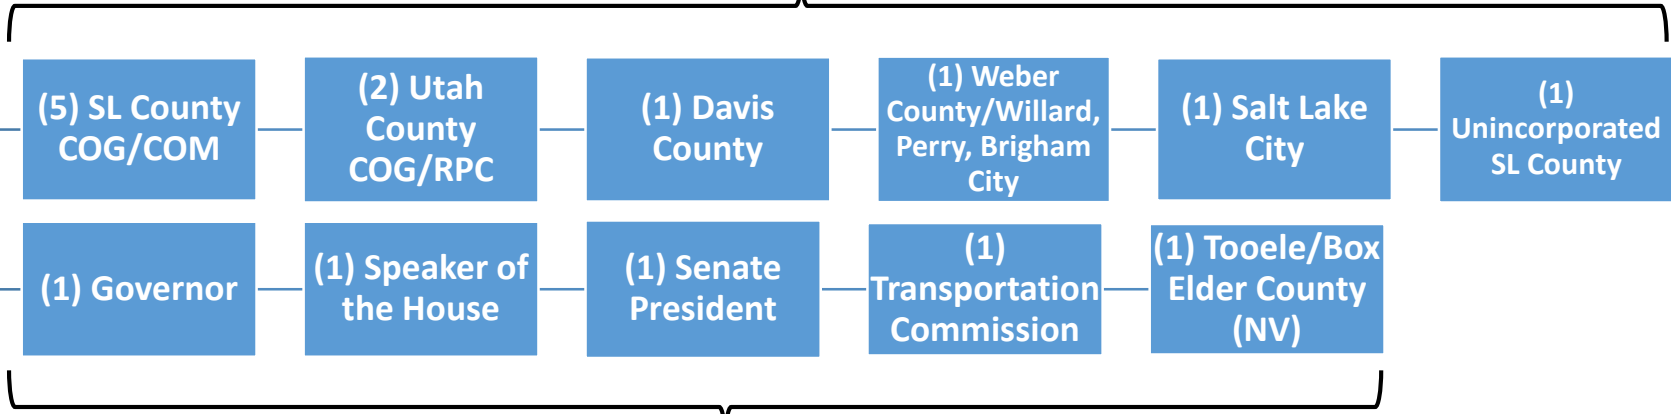 (5) SL County
COG/COM
(2) Utah
County
COG/RPC
(1) Davis
County
(1) Weber
County/Willard,
Perry, Brigham
City
(1) Salt Lake
City
(1)
Unincorporated
SL County
(1) Governor
(1) Speaker of
the House
(1) Senate
President
(1)
Transportation
Commission
(1) Tooele/Box
Elder County
(NV)